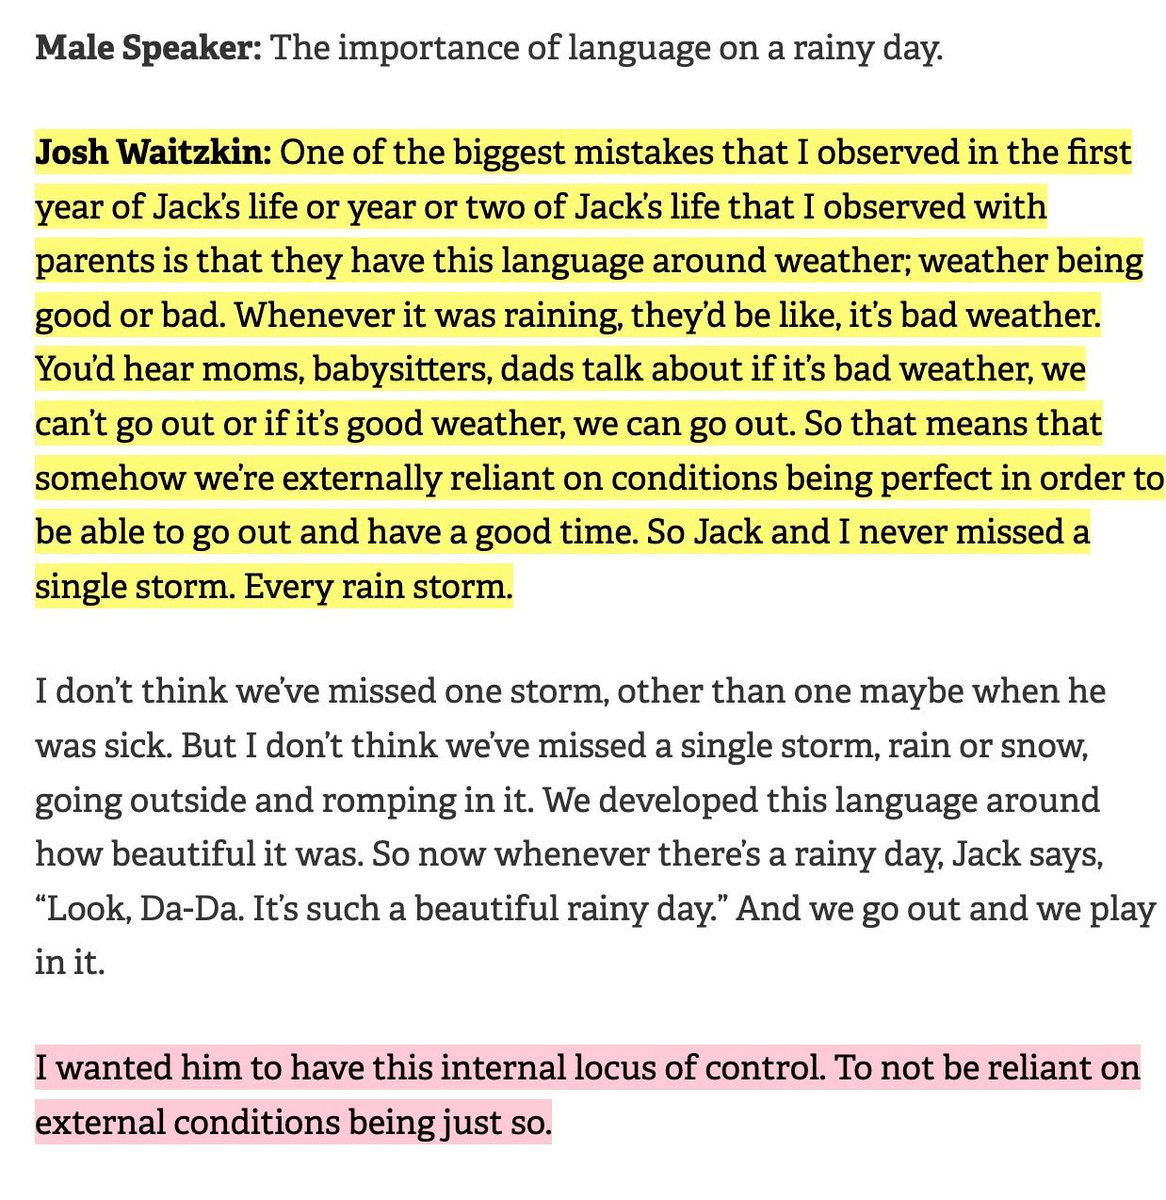 Male Speaker: The importance of language on a rainy day.
Josh Waitzkin: One of the biggest mistakes that I observed in the first
year of Jack’s life or year or two of Jack’s life that I observed with
parents is that they have this language around weather; weather being
good or bad. Whenever it was raining, they’d be like, it’s bad weather.
You’d hear moms, babysitters, dads talk about if it’s bad weather, we
can’t go out or if it’s good weather, we can go out. So that means that
somehow we’re externally reliant on conditions being perfect in order to
be able to go out and have a good time. So Jack and I never missed a
single storm. Every rain storm.
I don’t think we’ve missed one storm, other than one maybe when he
was sick. But I don’t think we’ve missed a single storm, rain or snow,
going outside and romping in it. We developed this language around
how beautiful it was. So now whenever there’s a rainy day, Jack says,
“Look, Da-Da. It’s such a beautiful rainy day.” And we go out and we play
in it.
I wanted him to have this internal locus of control. To not be reliant on
external conditions being just so.